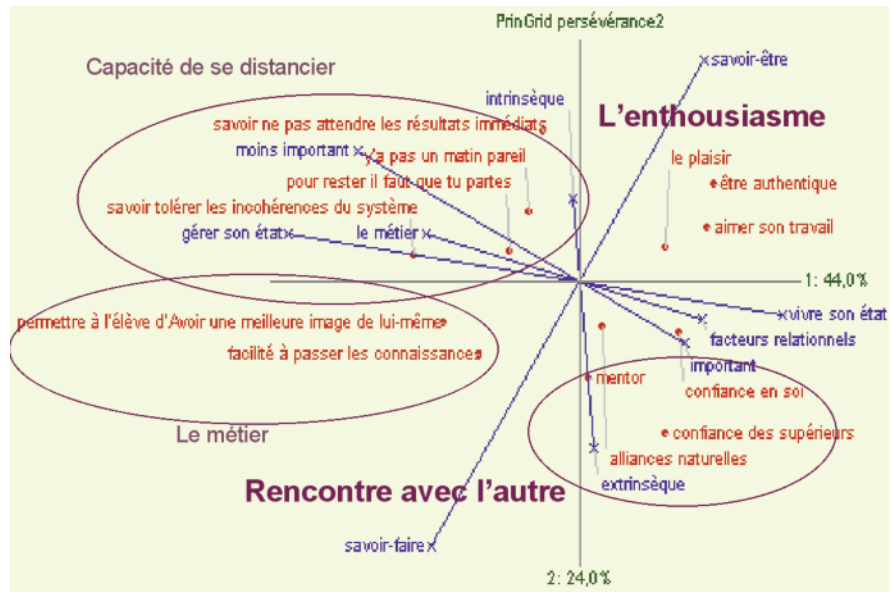 PrinGrid persévérance2
savoir-être
Capacité de se distancier
intrinsèque
L'enthousiasme
savoir ne pas attendre les résultats immédiats
moins important
y'a pas un matin pareil
le plaisir
pour rester il faut que tu partes
être authentique
savoir tolérer les incohérences du système
aimer son travail
gérer son état
le métier
1: 44,0%
permettre à l'élève d'Avoir une meilleure image de lui-même
vivre son état
facteurs relationnels
facilité à passer les connaissances
important
mentor
confiance en soi
Le métier
confiance des supérieurs
alliances naturelles
Rencontre avec l'autre
extrinsèque
savoir-faire
2: 24,0%